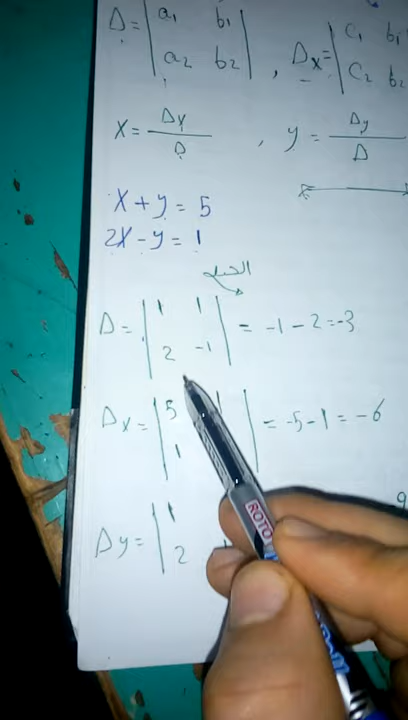 Δ = | a₁ b₁ | , Δx = | c₁ b₁
| a₂ b₂ | | c₂ b₂
x = Δx / Δ , y = Δy / Δ
x + y = 5
2x - y = 1
الحل
Δ = | 1 1 | = -1 - 2 = -3
| 2 -1 |
Δx = | 5 | = -5 - 1 = -6
| 1 |
Δy = | 1
| 2
ROTO